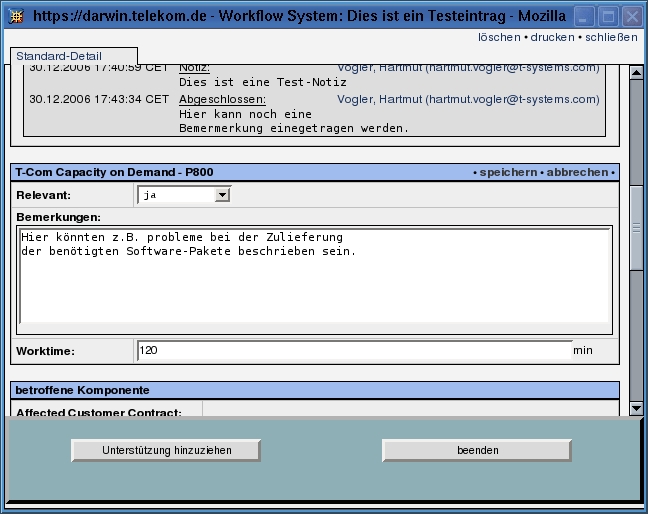 https://darwin.telekom.de - Workflow System: Dies ist ein Testeintrag - Mozilla
löschen • drucken • schließen
Standard-Detail
30.12.2006 17:40:59 CET Notiz: Vogler, Hartmut (hartmut.vogler@t-systems.com)
Dies ist eine Test-Notiz
30.12.2006 17:43:34 CET Abgeschlossen: Vogler, Hartmut (hartmut.vogler@t-systems.com)
Hier kann noch eine
Bemermerkung einegetragen werden.
T-Com Capacity on Demand - P800 • speichern • abbrechen •
Relevant: ja
Bemerkungen:
Hier könnten z.B. probleme bei der Zulieferung
der benötigten Software-Pakete beschrieben sein.
Worktime: 120 min
betroffene Komponente
Affected Customer Contract:
Unterstützung hinzuziehen beenden